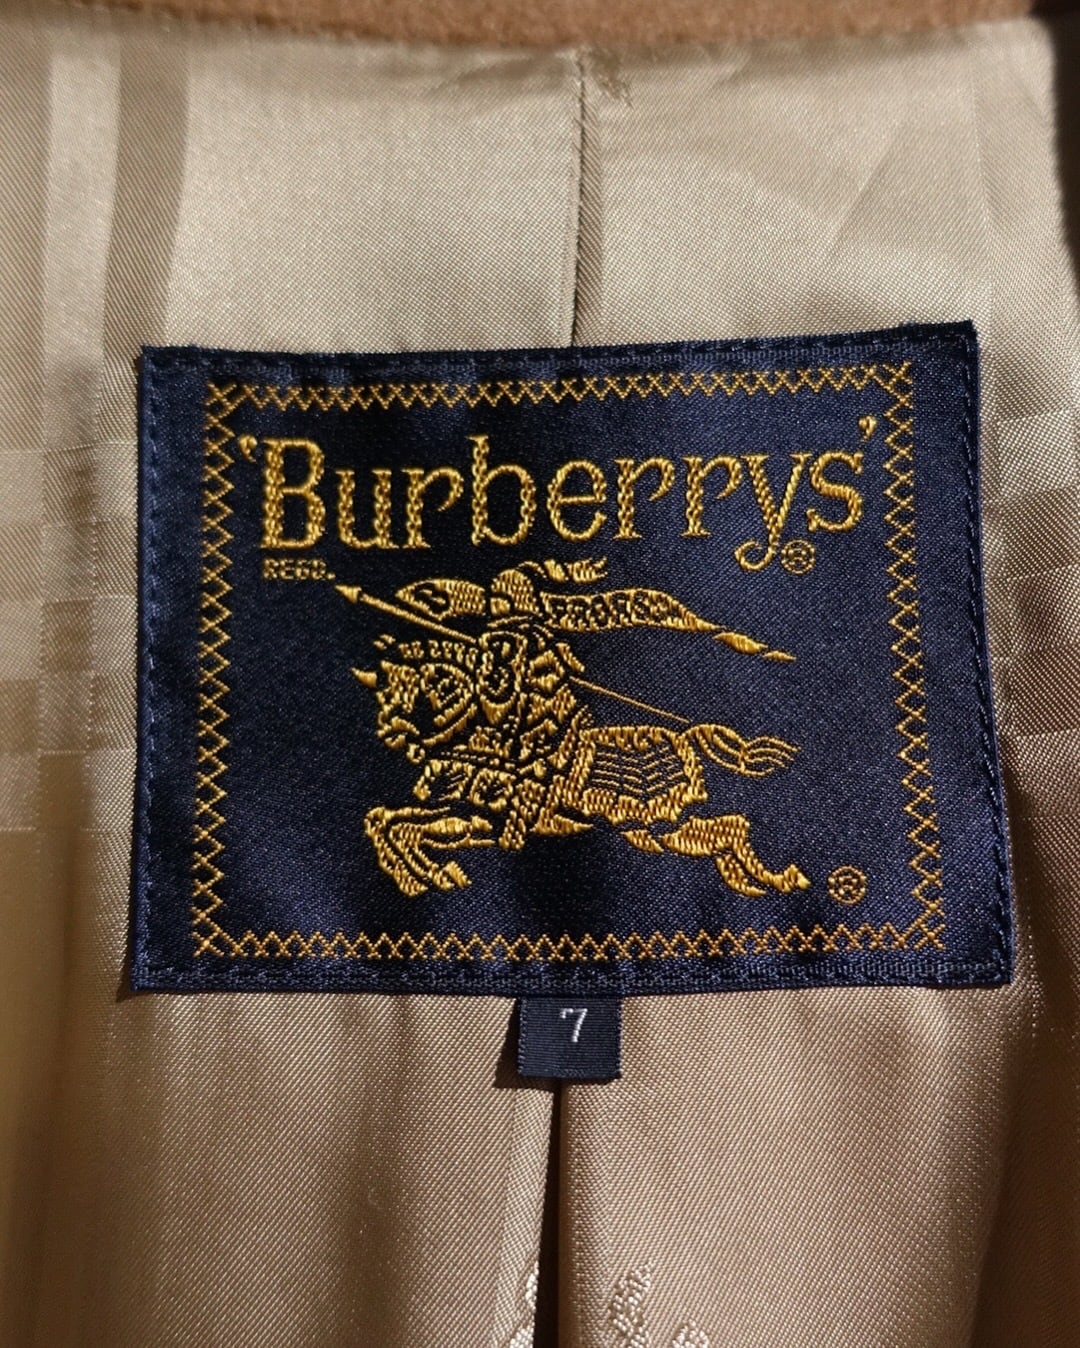 'Burberrys'®
REGD.
PRORSUM
®
7